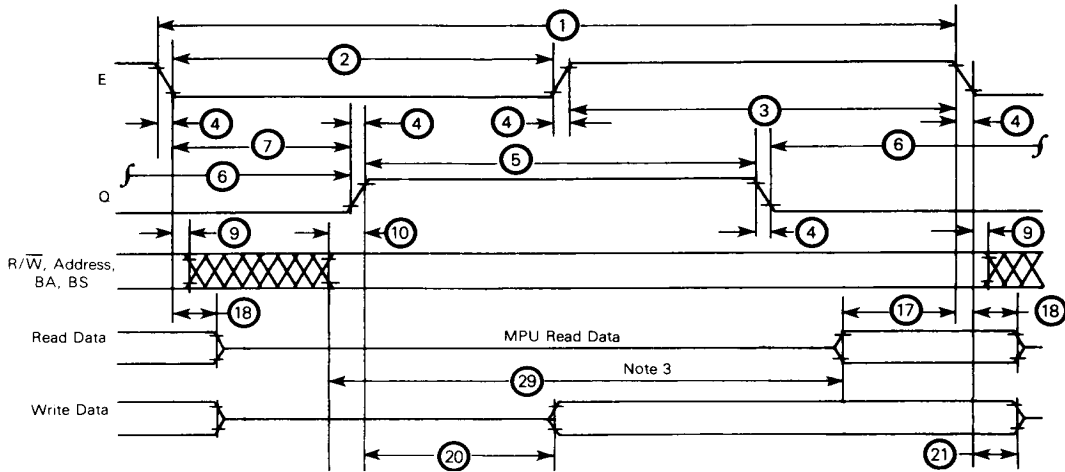 1
2
E
3
4 4 4 4
7
6 5 6
Q
9 10 4 9
R/W̅, Address,
BA, BS
18 17 18
Read Data MPU Read Data
29 Note 3
Write Data
20 21